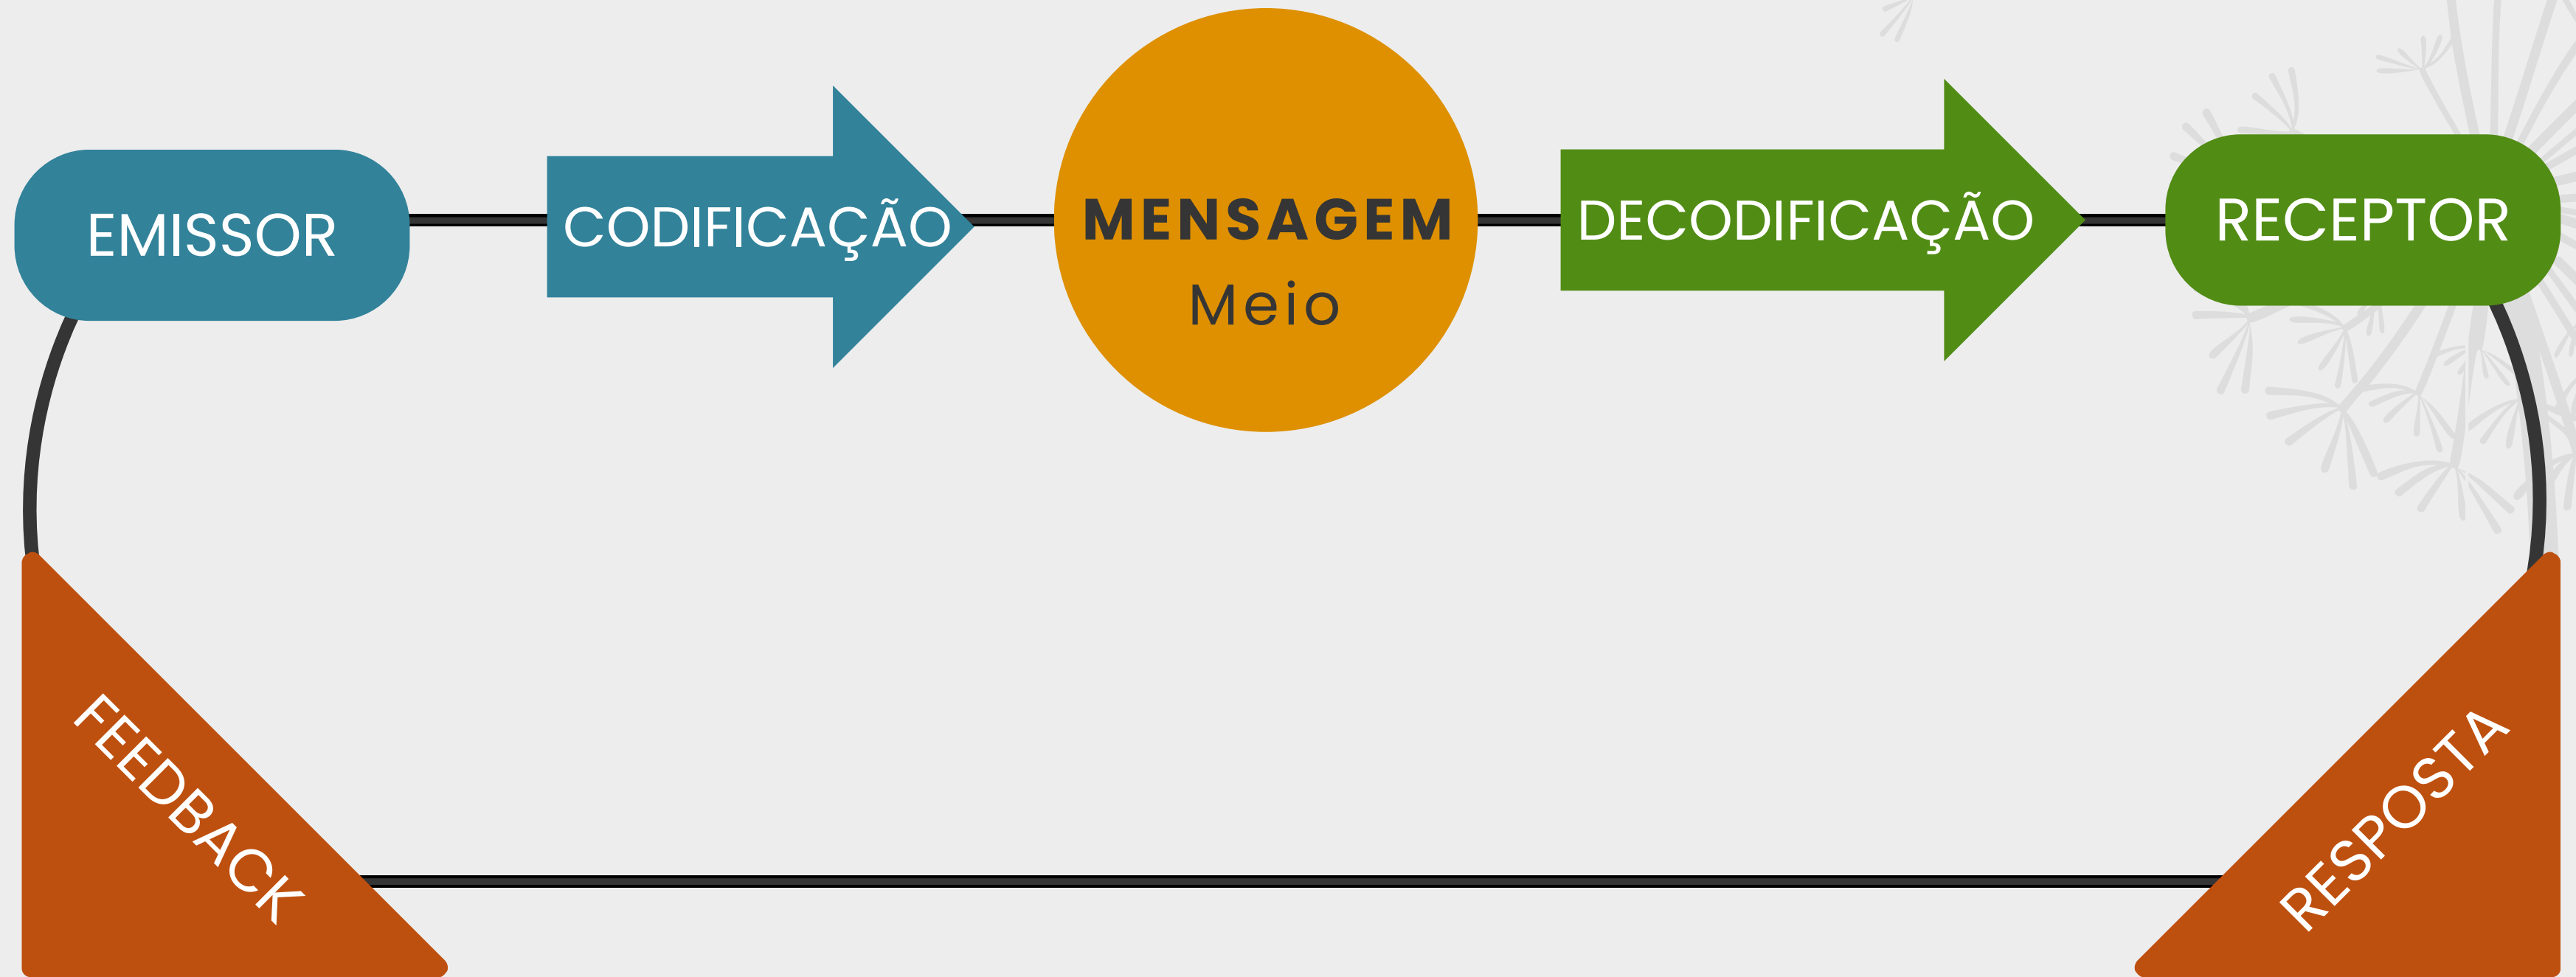 EMISSOR
CODIFICAÇÃO
MENSAGEM
Meio
DECODIFICAÇÃO
RECEPTOR
FEEDBACK
RESPOSTA